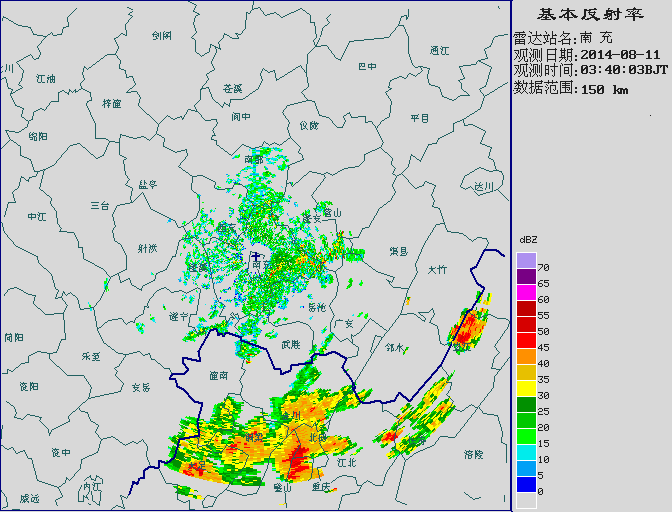 基本反射率
雷达站名:南 充
观测日期:2014-08-11
观测时间:03:40:03BJT
数据范围:150 km
dBZ
70
65
60
55
50
45
40
35
30
25
20
15
10
5
0
剑阁
通江
巴中
川
江油
苍溪
梓潼
阆中
仪陇
平昌
绵阳
南部
达川
盐亭
三台
中江
蓬安
营山
西充
射洪
渠县
大竹
南充
蓬溪
岳池
遂宁
广安
武胜
邻水
简阳
乐至
潼南
资阳
安岳
川
北碚
资中
江北
涪陵
内江
璧山
重庆
威远